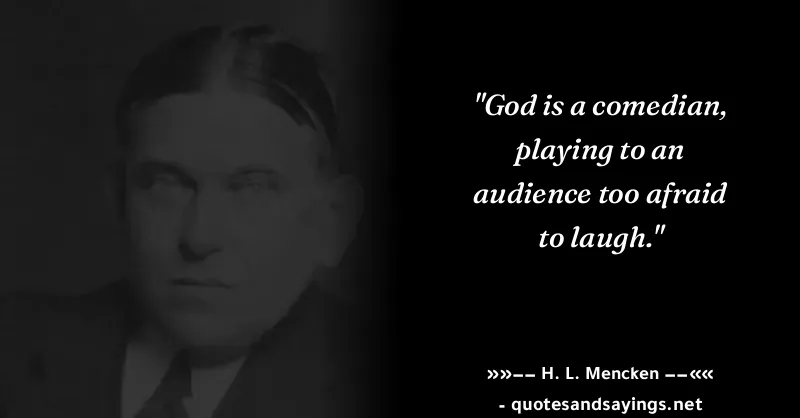 "God is a comedian,
playing to an
audience too afraid
to laugh."
»»−− H. L. Mencken −−««
- quotesandsayings.net